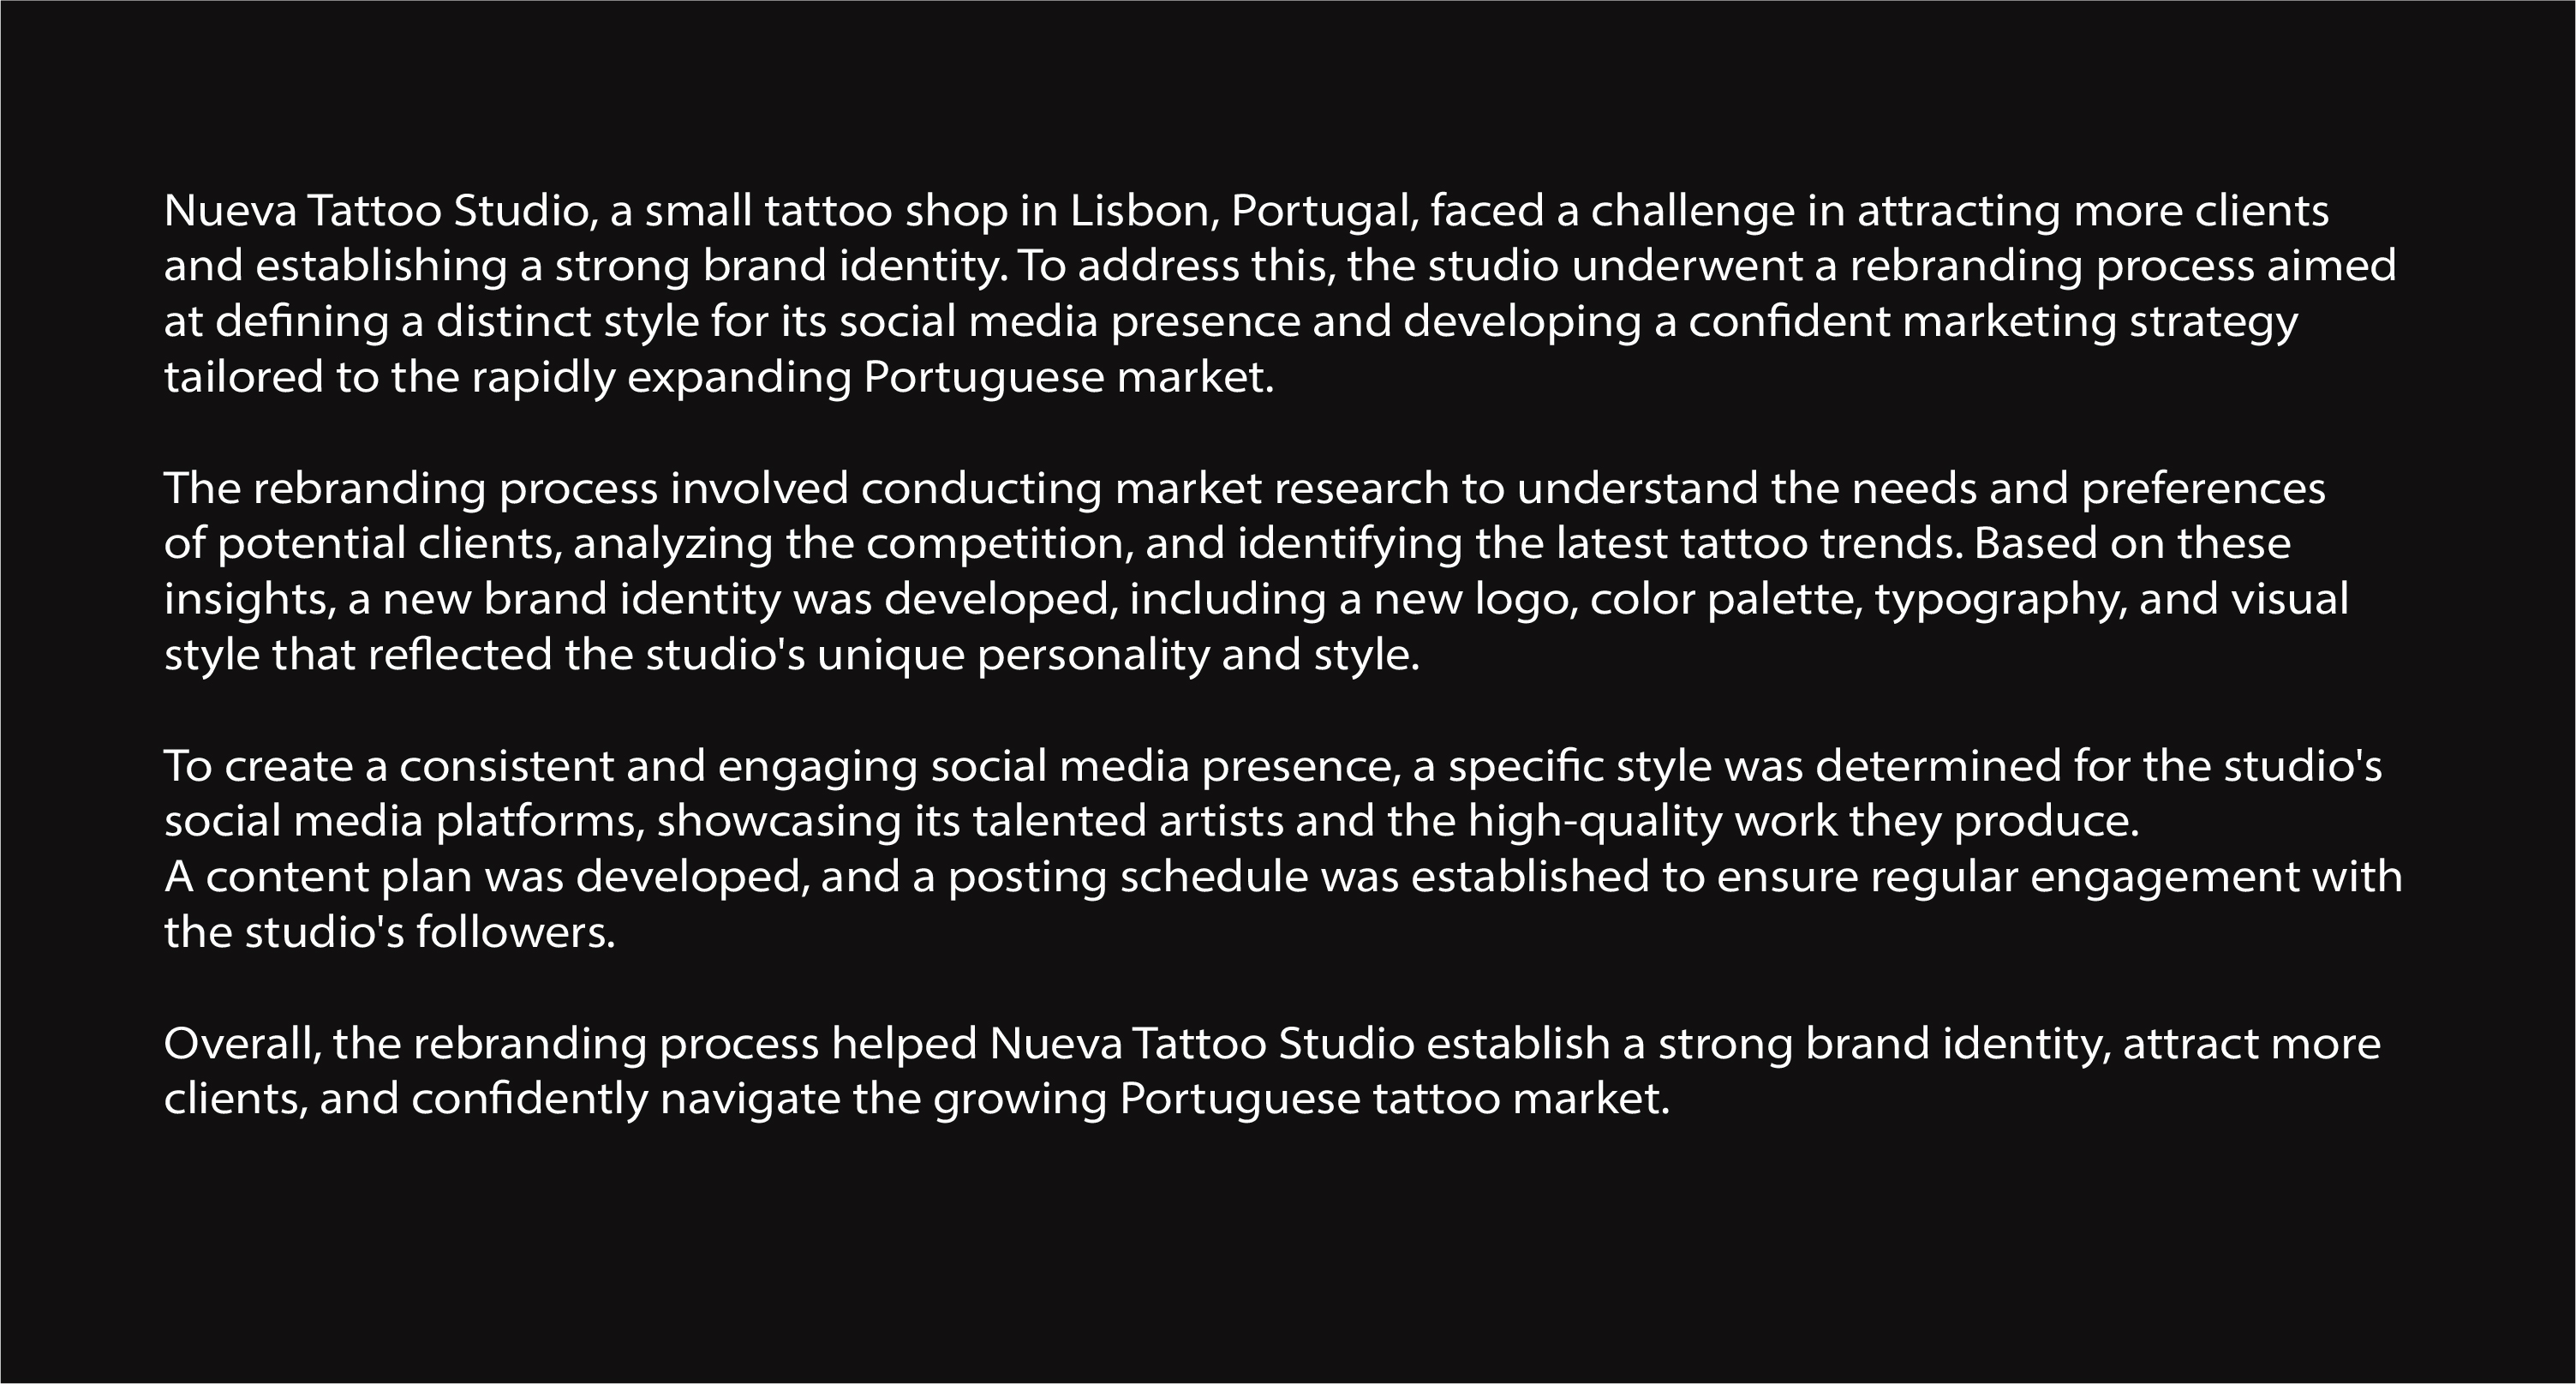 Nueva Tattoo Studio, a small tattoo shop in Lisbon, Portugal, faced a challenge in attracting more clients
and establishing a strong brand identity. To address this, the studio underwent a rebranding process aimed
at defining a distinct style for its social media presence and developing a confident marketing strategy
tailored to the rapidly expanding Portuguese market.
The rebranding process involved conducting market research to understand the needs and preferences
of potential clients, analyzing the competition, and identifying the latest tattoo trends. Based on these
insights, a new brand identity was developed, including a new logo, color palette, typography, and visual
style that reflected the studio's unique personality and style.
To create a consistent and engaging social media presence, a specific style was determined for the studio's
social media platforms, showcasing its talented artists and the high-quality work they produce.
A content plan was developed, and a posting schedule was established to ensure regular engagement with
the studio's followers.
Overall, the rebranding process helped Nueva Tattoo Studio establish a strong brand identity, attract more
clients, and confidently navigate the growing Portuguese tattoo market.